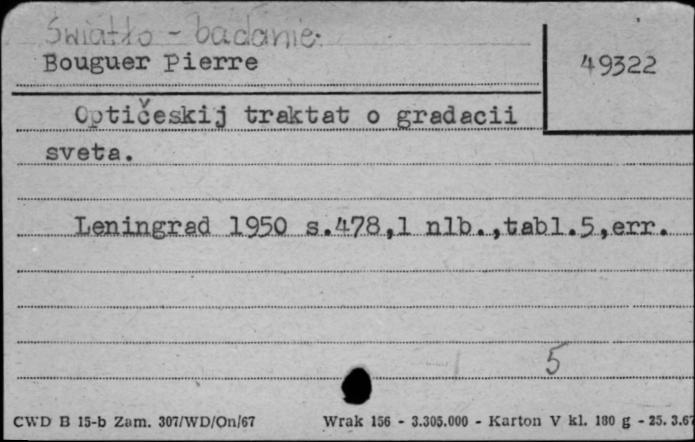 Światło - badanie.
Bouguer Pierre
49322
Optičeskij traktat o gradacii
sveta.
Leningrad 1950 s.478,1 nlb.,tabl.5,err.
5
CWD B 15-b Zam. 307/WD/On/67 Wrak 156 - 3.305.000 - Karton V kl. 180 g - 25. 3.67